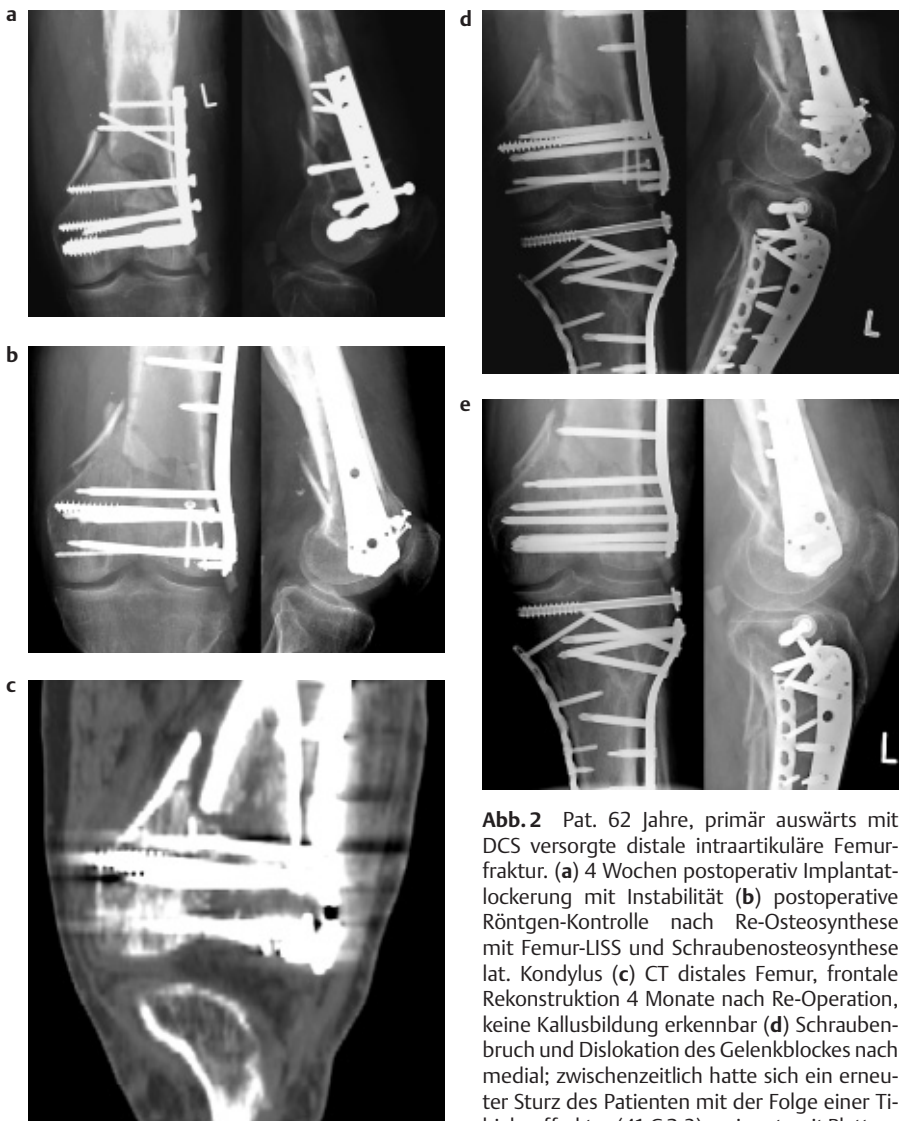 a
L
b
c
d
L
e
L
Abb. 2 Pat. 62 Jahre, primär auswärts mit
DCS versorgte distale intraartikuläre Femur-
fraktur. (a) 4 Wochen postoperativ Implantat-
lockerung mit Instabilität (b) postoperative
Röntgen-Kontrolle nach Re-Osteosynthese
mit Femur-LISS und Schraubenosteosynthese
lat. Kondylus (c) CT distales Femur, frontale
Rekonstruktion 4 Monate nach Re-Operation,
keine Kallusbildung erkennbar (d) Schrauben-
bruch und Dislokation des Gelenkblockes nach
medial; zwischenzeitlich hatte sich ein erneu-
ter Sturz des Patienten mit der Folge einer Ti-